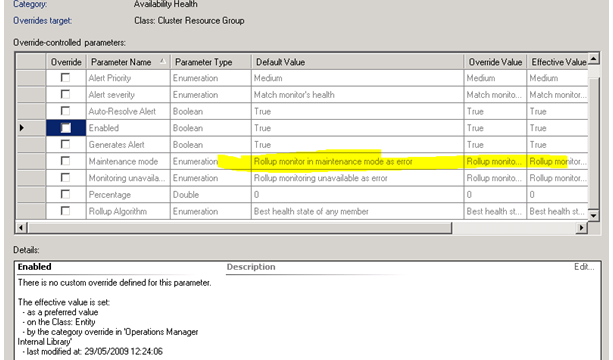 Category: Availability Health
Overrides target: Class: Cluster Resource Group
Override-controlled parameters:
Override Parameter Name Parameter Type Default Value Override Value Effective Value
Alert Priority Enumeration Medium Medium Medium
Alert severity Enumeration Match monitor's health Match monito... Match monito...
Auto-Resolve Alert Boolean True True True
Enabled Boolean True True True
Generates Alert Boolean True True True
Maintenance mode Enumeration Rollup monitor in maintenance mode as error Rollup monito... Rollup monitor...
Monitoring unavaila... Enumeration Rollup monitoring unavailable as error Rollup monito... Rollup monitor...
Percentage Double 0 0 0
Rollup Algorithm Enumeration Best health state of any member Best health st... Best health st...
Details:
Enabled Description Edit...
There is no custom override defined for this parameter.
The effective value is set:
- as a preferred value
- on the Class: Entity
- by the category override in 'Operations Manager
Internal Library'
- last modified at: 29/05/2009 12:24:06